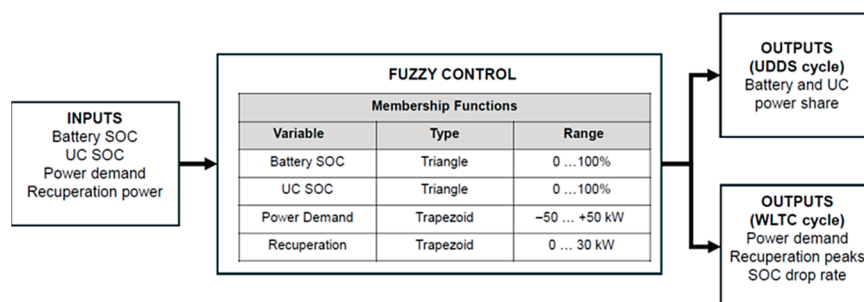 INPUTS
Battery SOC
UC SOC
Power demand
Recuperation power
FUZZY CONTROL
Membership Functions
Variable Type Range
Battery SOC Triangle 0 ...100%
UC SOC Triangle 0 ...100%
Power Demand Trapezoid −50 ... +50 kW
Recuperation Trapezoid 0 ... 30 kW
OUTPUTS
(UDDS cycle)
Battery and UC
power share
OUTPUTS
(WLTC cycle)
Power demand
Recuperation peaks
SOC drop rate